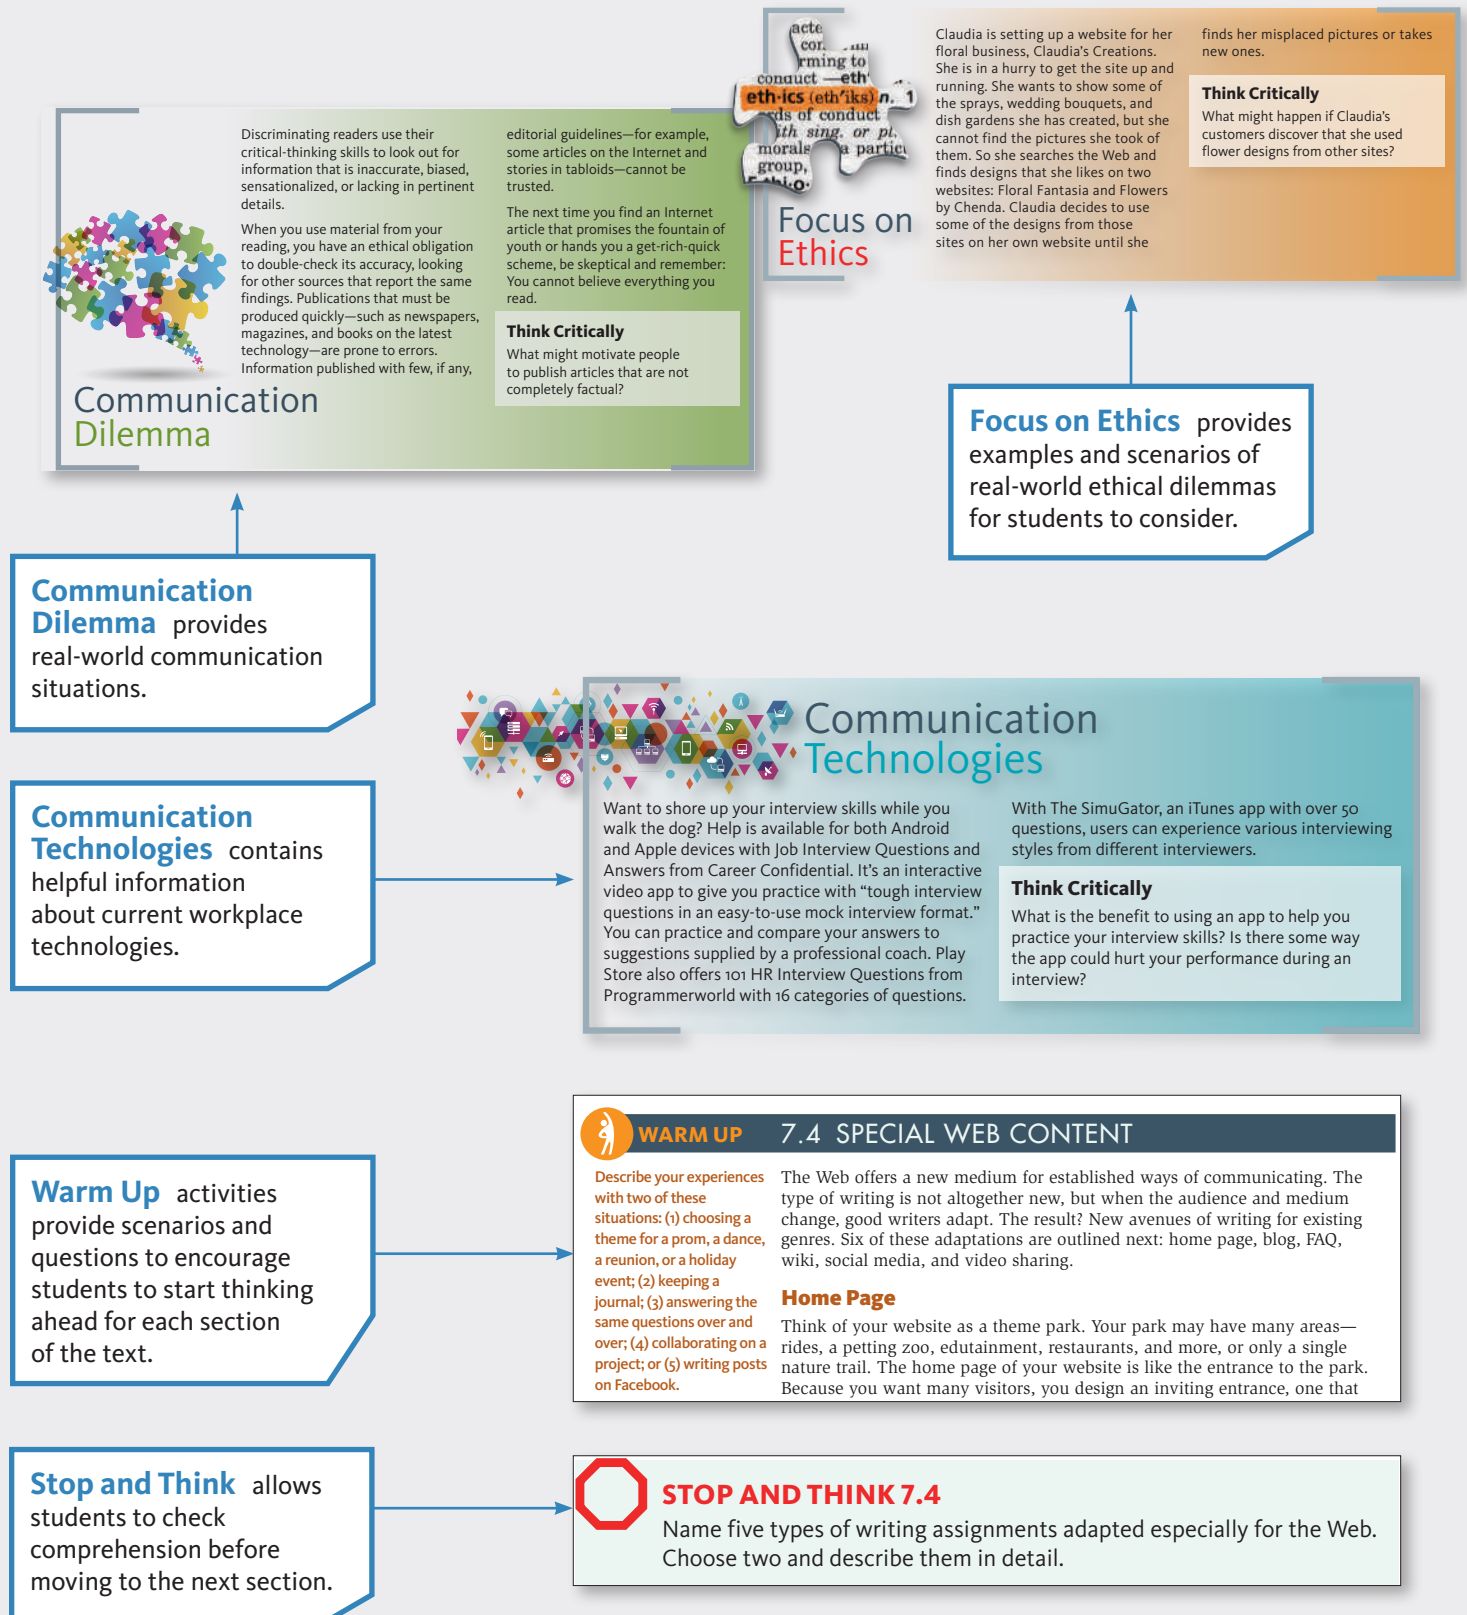 acte
con
rming to
conduct —eth
eth·ics (eth'iks) n. 1
rds of conduct
ith sing. or pl.
morals a partic
group,
Ethi·o·
Focus on
Ethics
Claudia is setting up a website for her
floral business, Claudia's Creations.
She is in a hurry to get the site up and
running. She wants to show some of
the sprays, wedding bouquets, and
dish gardens she has created, but she
cannot find the pictures she took of
them. So she searches the Web and
finds designs that she likes on two
websites: Floral Fantasia and Flowers
by Chenda. Claudia decides to use
some of the designs from those
sites on her own website until she
finds her misplaced pictures or takes
new ones.
Think Critically
What might happen if Claudia's
customers discover that she used
flower designs from other sites?
Discriminating readers use their
critical-thinking skills to look out for
information that is inaccurate, biased,
sensationalized, or lacking in pertinent
details.
When you use material from your
reading, you have an ethical obligation
to double-check its accuracy, looking
for other sources that report the same
findings. Publications that must be
produced quickly—such as newspapers,
magazines, and books on the latest
technology—are prone to errors.
Information published with few, if any,
editorial guidelines—for example,
some articles on the Internet and
stories in tabloids—cannot be
trusted.
The next time you find an Internet
article that promises the fountain of
youth or hands you a get-rich-quick
scheme, be skeptical and remember:
You cannot believe everything you
read.
Think Critically
What might motivate people
to publish articles that are not
completely factual?
Communication
Dilemma
Focus on Ethics provides
examples and scenarios of
real-world ethical dilemmas
for students to consider.
Communication
Dilemma provides
real-world communication
situations.
Communication
Technologies
Want to shore up your interview skills while you
walk the dog? Help is available for both Android
and Apple devices with Job Interview Questions and
Answers from Career Confidential. It's an interactive
video app to give you practice with “tough interview
questions in an easy-to-use mock interview format.”
You can practice and compare your answers to
suggestions supplied by a professional coach. Play
Store also offers 101 HR Interview Questions from
Programmerworld with 16 categories of questions.
With The SimuGator, an iTunes app with over 50
questions, users can experience various interviewing
styles from different interviewers.
Think Critically
What is the benefit to using an app to help you
practice your interview skills? Is there some way
the app could hurt your performance during an
interview?
Communication
Technologies contains
helpful information
about current workplace
technologies.
WARM UP
7.4 SPECIAL WEB CONTENT
Describe your experiences
with two of these
situations: (1) choosing a
theme for a prom, a dance,
a reunion, or a holiday
event; (2) keeping a
journal; (3) answering the
same questions over and
over; (4) collaborating on a
project; or (5) writing posts
on Facebook.
The Web offers a new medium for established ways of communicating. The
type of writing is not altogether new, but when the audience and medium
change, good writers adapt. The result? New avenues of writing for existing
genres. Six of these adaptations are outlined next: home page, blog, FAQ,
wiki, social media, and video sharing.
Home Page
Think of your website as a theme park. Your park may have many areas—
rides, a petting zoo, edutainment, restaurants, and more, or only a single
nature trail. The home page of your website is like the entrance to the park.
Because you want many visitors, you design an inviting entrance, one that
Warm Up activities
provide scenarios and
questions to encourage
students to start thinking
ahead for each section
of the text.
Stop and Think allows
students to check
comprehension before
moving to the next section.
STOP AND THINK 7.4
Name five types of writing assignments adapted especially for the Web.
Choose two and describe them in detail.